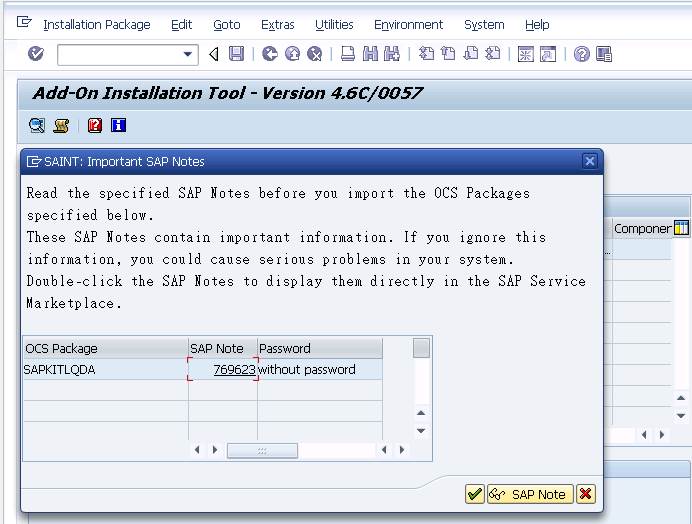 Installation Package Edit Goto Extras Utilities Environment System Help
Add-On Installation Tool - Version 4.6C/0057
SAINT: Important SAP Notes
Read the specified SAP Notes before you import the OCS Packages
specified below.
These SAP Notes contain important information. If you ignore this
information, you could cause serious problems in your system.
Double-click the SAP Notes to display them directly in the SAP Service
Marketplace.
Componen
...
OCS Package SAP Note Password
SAPKITLQDA 769623 without password
SAP Note